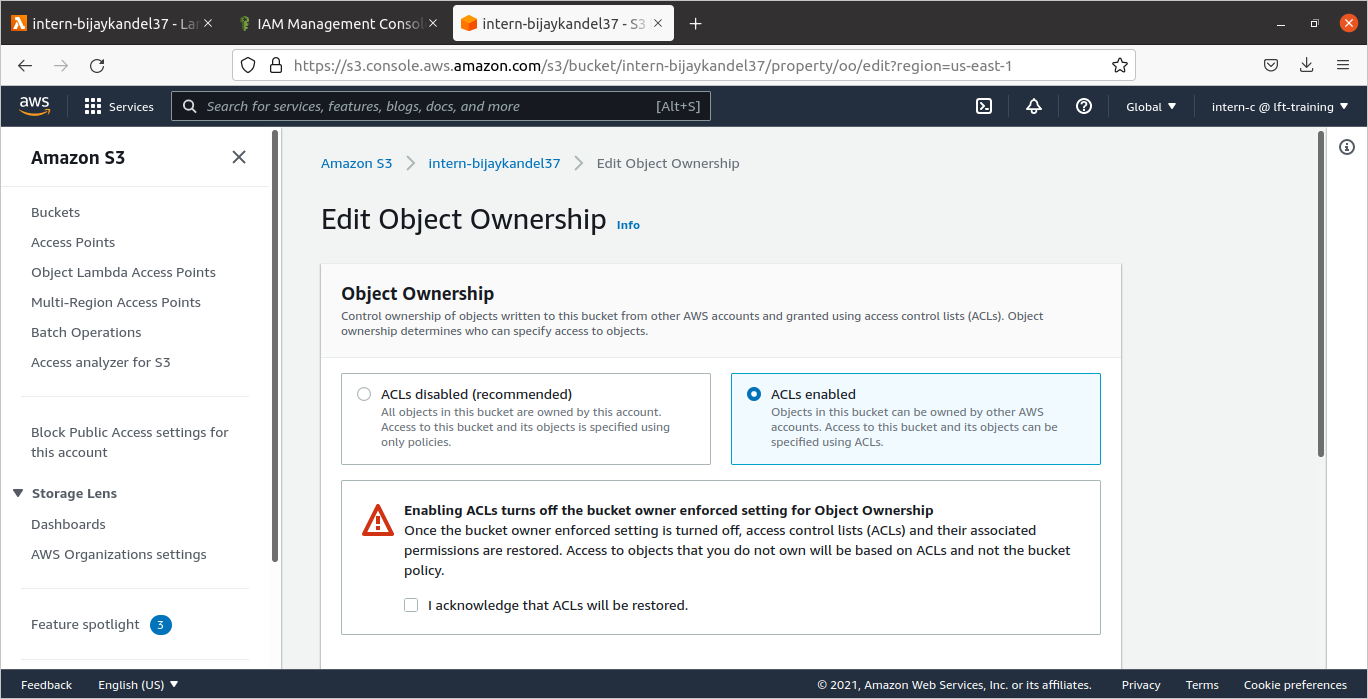 intern-bijaykandel37 - La
IAM Management Consol
intern-bijaykandel37 - S3
https://s3.console.aws.amazon.com/s3/bucket/intern-bijaykandel37/property/oo/edit?region=us-east-1
aws
Services
Search for services, features, blogs, docs, and more
[Alt+S]
Global
intern-c @ lft-training
Amazon S3
Buckets
Access Points
Object Lambda Access Points
Multi-Region Access Points
Batch Operations
Access analyzer for S3
Block Public Access settings for
this account
Storage Lens
Dashboards
AWS Organizations settings
Feature spotlight 3
Amazon S3 > intern-bijaykandel37 > Edit Object Ownership
Edit Object Ownership Info
Object Ownership
Control ownership of objects written to this bucket from other AWS accounts and granted using access control lists (ACLs). Object
ownership determines who can specify access to objects.
ACLs disabled (recommended)
All objects in this bucket are owned by this account.
Access to this bucket and its objects is specified using
only policies.
ACLs enabled
Objects in this bucket can be owned by other AWS
accounts. Access to this bucket and its objects can be
specified using ACLs.
Enabling ACLs turns off the bucket owner enforced setting for Object Ownership
Once the bucket owner enforced setting is turned off, access control lists (ACLs) and their associated
permissions are restored. Access to objects that you do not own will be based on ACLs and not the bucket
policy.
I acknowledge that ACLs will be restored.
Feedback
English (US)
© 2021, Amazon Web Services, Inc. or its affiliates.
Privacy
Terms
Cookie preferences